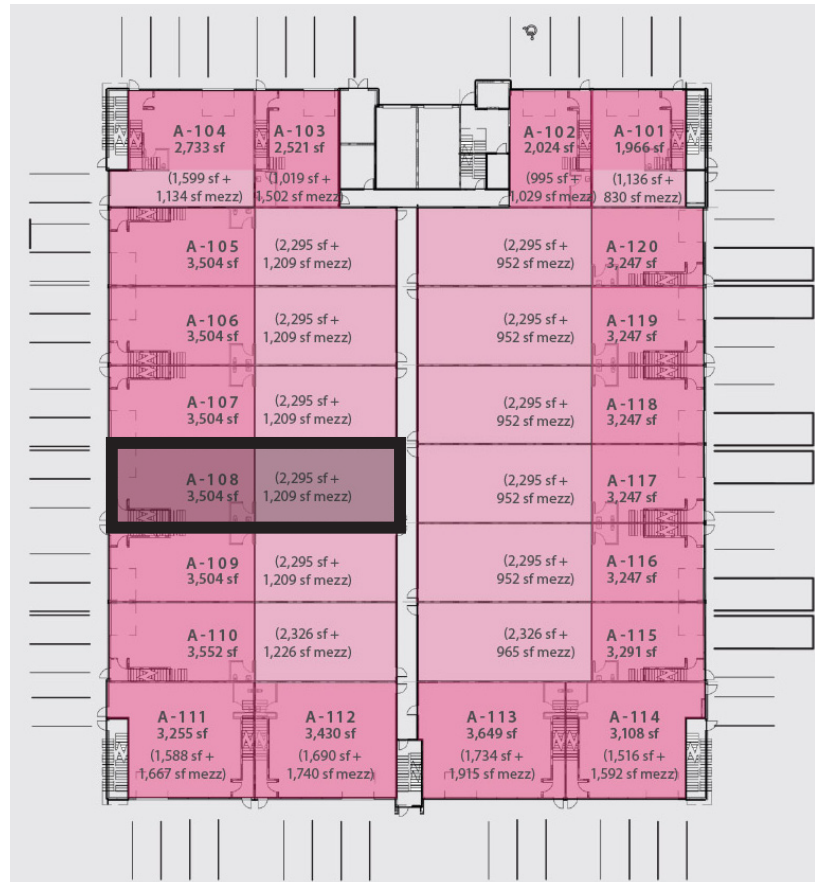 A-104
2,733 sf
(1,599 sf +
1,134 sf mezz)
A-103
2,521 sf
(1,019 sf +
1,502 sf mezz)
A-102
2,024 sf
(995 sf +
1,029 sf mezz)
A-101
1,966 sf
(1,136 sf +
830 sf mezz)
A-105
3,504 sf
(2,295 sf +
1,209 sf mezz)
(2,295 sf +
952 sf mezz)
A-120
3,247 sf
A-106
3,504 sf
(2,295 sf +
1,209 sf mezz)
(2,295 sf +
952 sf mezz)
A-119
3,247 sf
A-107
3,504 sf
(2,295 sf +
1,209 sf mezz)
(2,295 sf +
952 sf mezz)
A-118
3,247 sf
A-108
3,504 sf
(2,295 sf +
1,209 sf mezz)
(2,295 sf +
952 sf mezz)
A-117
3,247 sf
A-109
3,504 sf
(2,295 sf +
1,209 sf mezz)
(2,295 sf +
952 sf mezz)
A-116
3,247 sf
A-110
3,552 sf
(2,326 sf +
1,226 sf mezz)
(2,326 sf +
965 sf mezz)
A-115
3,291 sf
A-111
3,255 sf
(1,588 sf +
1,667 sf mezz)
A-112
3,430 sf
(1,690 sf +
1,740 sf mezz)
A-113
3,649 sf
(1,734 sf +
1,915 sf mezz)
A-114
3,108 sf
(1,516 sf +
1,592 sf mezz)